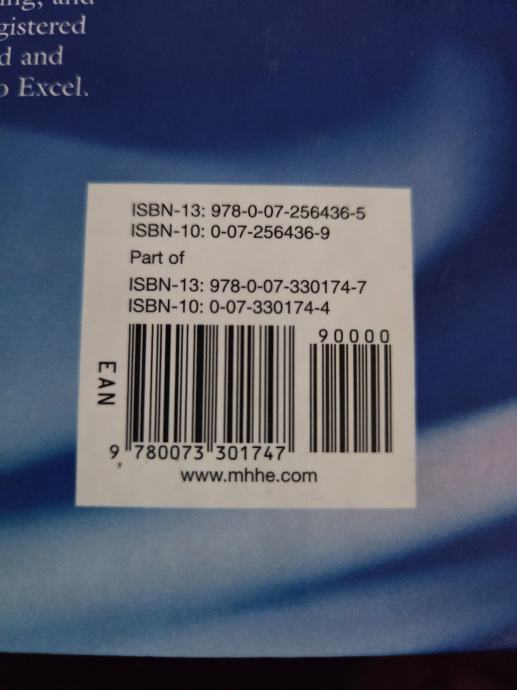 and
gistered
d and
o Excel.
ISBN-13: 978-0-07-256436-5
ISBN-10: 0-07-256436-9
Part of
ISBN-13: 978-0-07-330174-7
ISBN-10: 0-07-330174-4
90000
EAN
9 780073 301747
www.mhhe.com